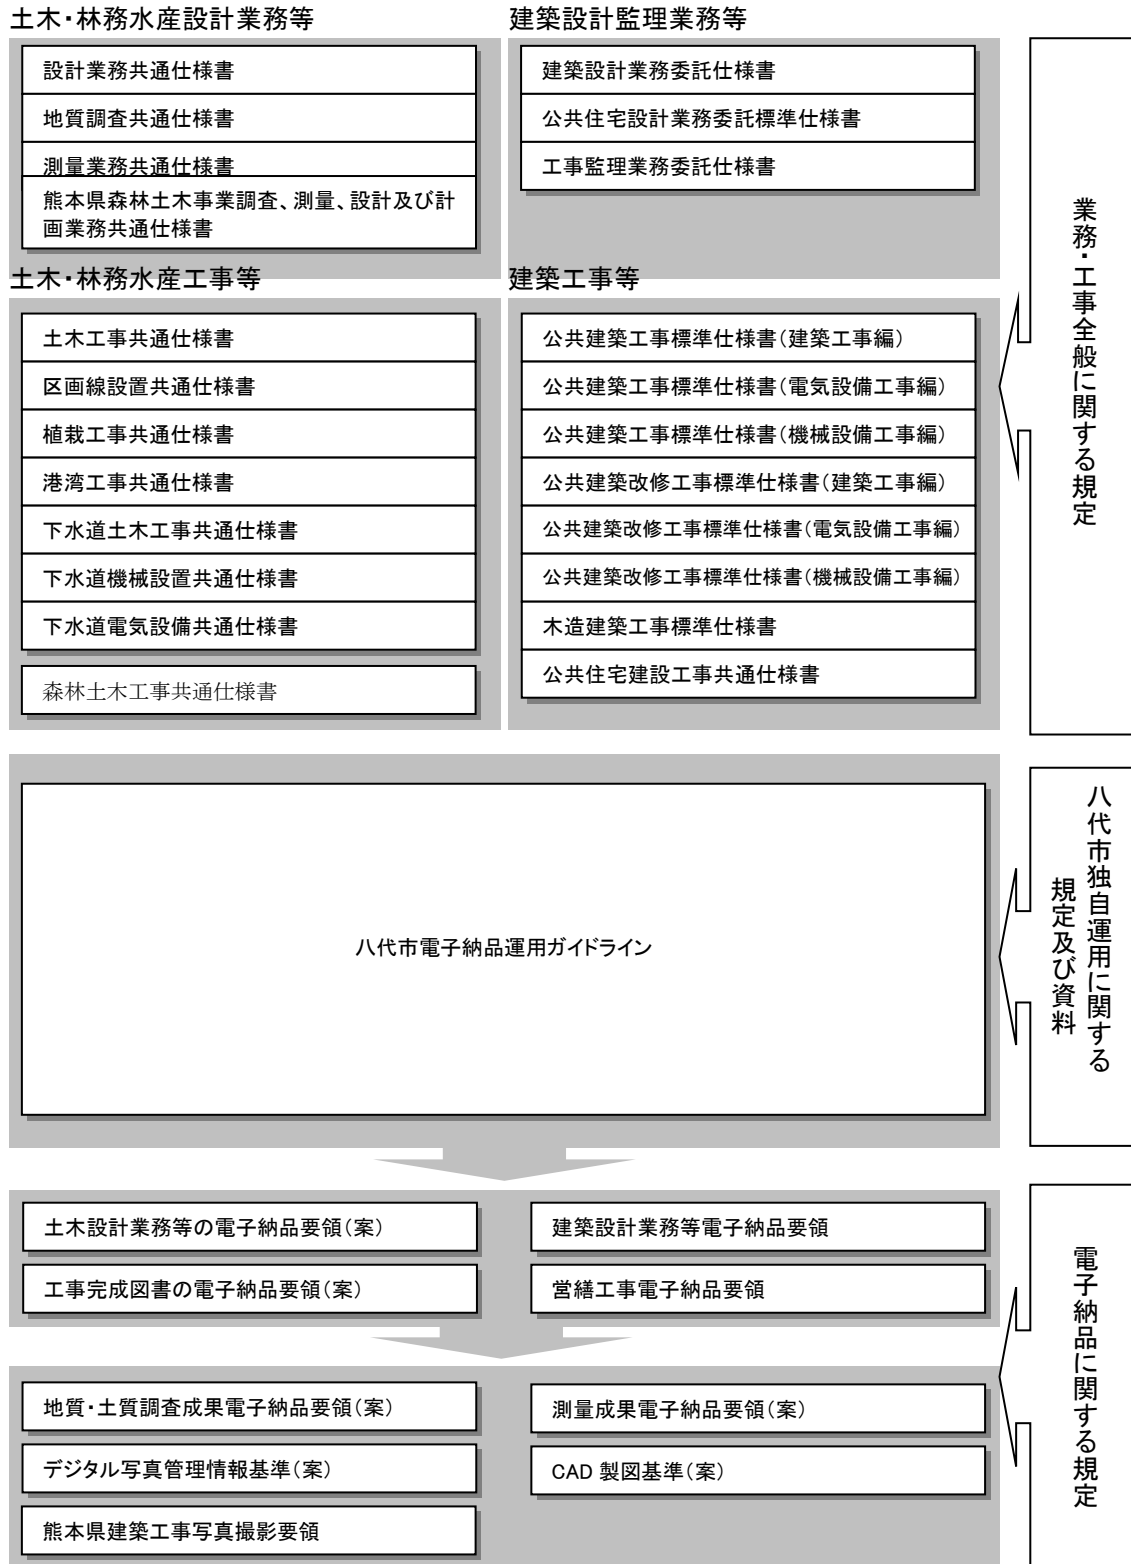 土木・林務水産設計業務等
設計業務共通仕様書
地質調査共通仕様書
測量業務共通仕様書
熊本県森林土木事業調査、測量、設計及び計
画業務共通仕様書
建築設計監理業務等
建築設計業務委託仕様書
公共住宅設計業務委託標準仕様書
工事監理業務委託仕様書
土木・林務水産工事等
土木工事共通仕様書
区画線設置共通仕様書
植栽工事共通仕様書
港湾工事共通仕様書
下水道土木工事共通仕様書
下水道機械設置共通仕様書
下水道電気設備共通仕様書
森林土木工事共通仕様書
建築工事等
公共建築工事標準仕様書(建築工事編)
公共建築工事標準仕様書(電気設備工事編)
公共建築工事標準仕様書(機械設備工事編)
公共建築改修工事標準仕様書(建築工事編)
公共建築改修工事標準仕様書(電気設備工事編)
公共建築改修工事標準仕様書(機械設備工事編)
木造建築工事標準仕様書
公共住宅建設工事共通仕様書
業務・工事全般に関する規定
八代市電子納品運用ガイドライン
八代市独自運用に関する
規定及び資料
土木設計業務等の電子納品要領(案)
工事完成図書の電子納品要領(案)
建築設計業務等電子納品要領
営繕工事電子納品要領
地質・土質調査成果電子納品要領(案)
デジタル写真管理情報基準(案)
熊本県建築工事写真撮影要領
測量成果電子納品要領(案)
CAD 製図基準(案)
電子納品に関する規定